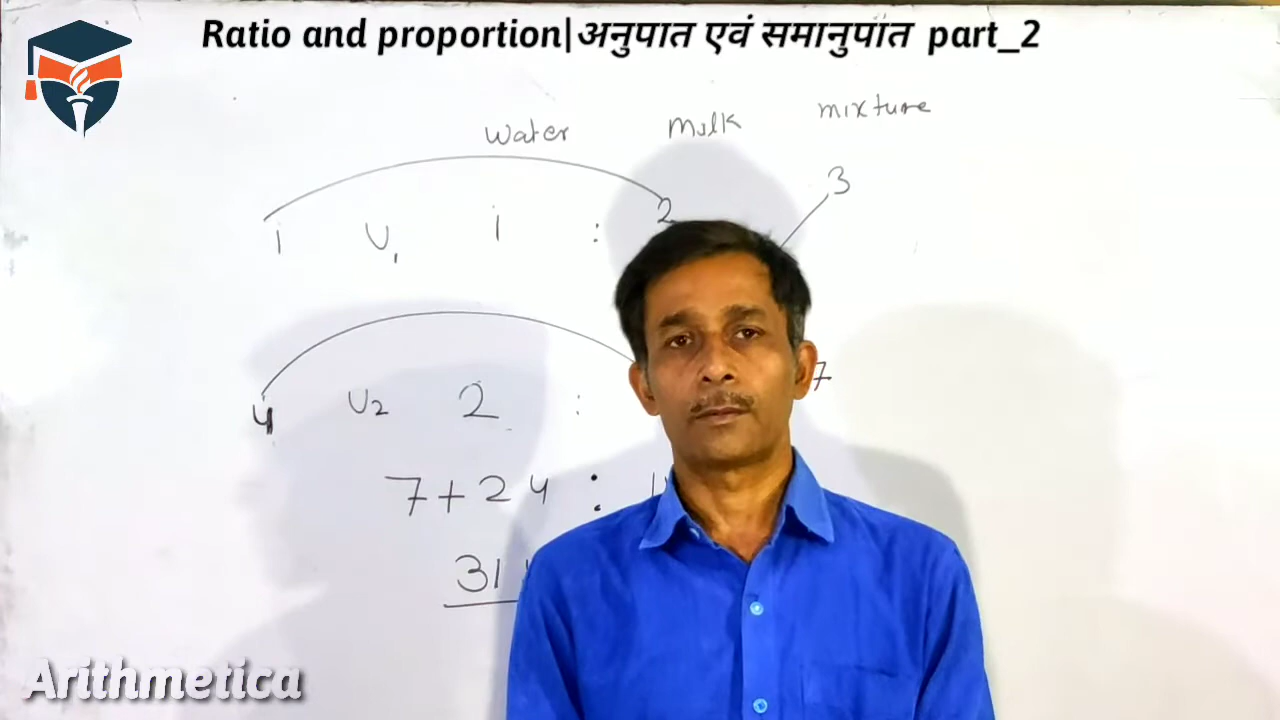 Ratio and proportion|अनुपात एवं समानुपात part_2
water milk mixture
3
1 V1 1 : 2
4 V2 2 : 7
7+24 :
31
Arithmetica